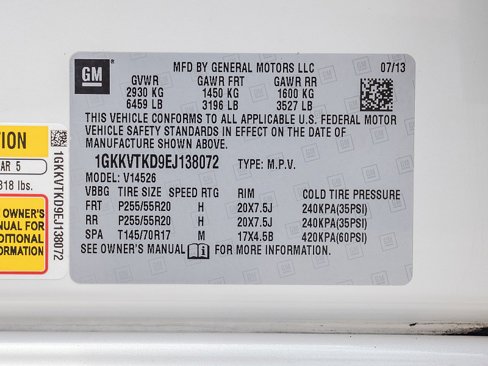 GM
MFD BY GENERAL MOTORS LLC 07/13
GVWR GAWR FRT GAWR RR
2930 KG 1450 KG 1600 KG
6459 LB 3196 LB 3527 LB
THIS VEHICLE CONFORMS TO ALL APPLICABLE U.S. FEDERAL MOTOR
VEHICLE SAFETY STANDARDS IN EFFECT ON THE DATE OF
MANUFACTURE SHOWN ABOVE.
1GKKVTKD9EJ138072 TYPE: M.P.V.
MODEL: V14526
VBBG TIRE SIZE SPEED RTG RIM COLD TIRE PRESSURE
FRT P255/55R20 H 20X7.5J 240KPA(35PSI)
RR P255/55R20 H 20X7.5J 240KPA(35PSI)
SPA T145/70R17 M 17X4.5B 420KPA(60PSI)
SEE OWNER'S MANUAL FOR MORE INFORMATION.
TION
AR 5
318 lbs.
OWNER'S
NUAL FOR
DITIONAL
ORMATION
1GKKVTKD9EJ138072